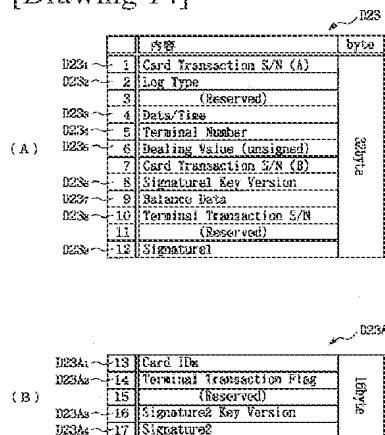 [Drawing 14]
D23
内容 byte
D23₁ 1 Card Transaction S/N (A)
D23₂ 2 Log Type
3 (Reserved)
D23₃ 4 Data/Time
D23₄ 5 Terminal Number
(A) D23₅ 6 Dealing Value (unsigned) 32byte
7 Card Transaction S/N (B)
D23₆ 8 Signature1 Key Version
D23₇ 9 Balance Data
D23₈ 10 Terminal Transaction S/N
11 (Reserved)
D23₉ 12 Signature1
D23A
D23A₁ 13 Card IDm
D23A₂ 14 Terminal Transaction Flag
(B) 15 (Reserved) 16byte
D23A₃ 16 Signature2 Key Version
D23A₄ 17 Signature2